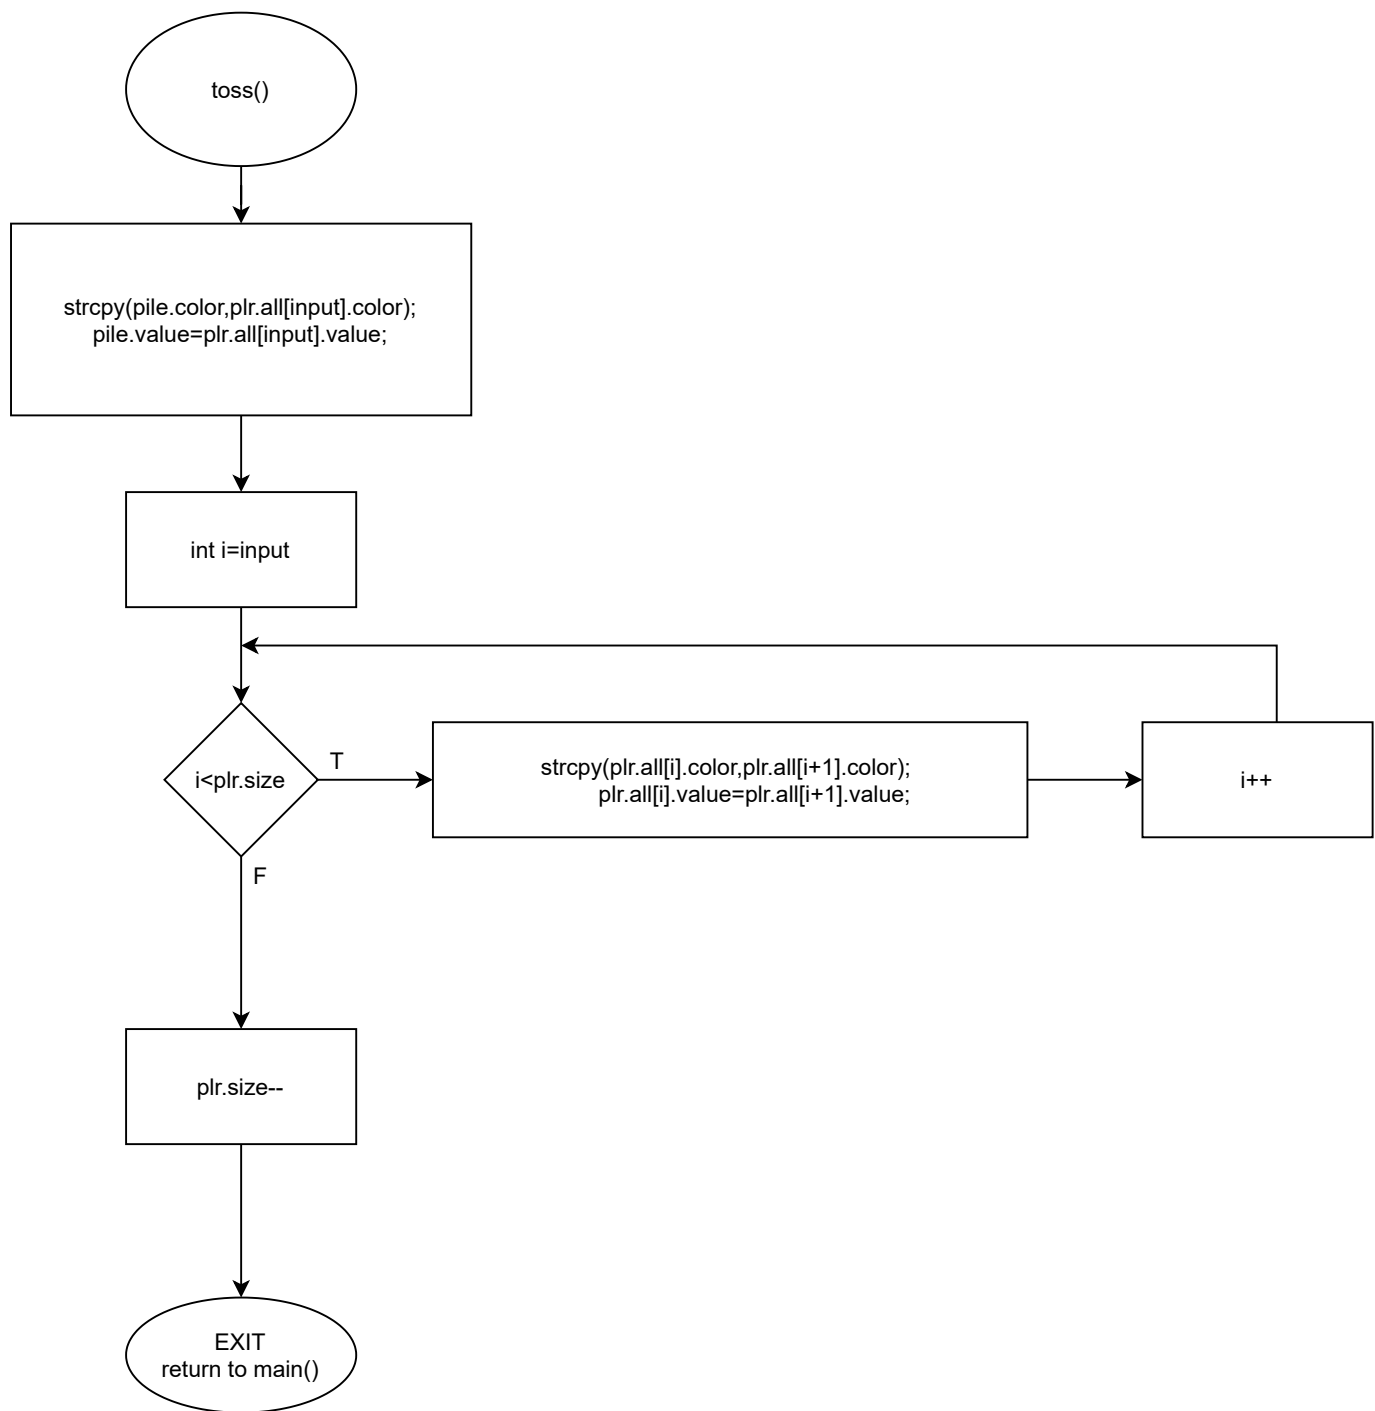 toss()
strcpy(pile.color,plr.all[input].color);
pile.value=plr.all[input].value;
int i=input
i<plr.size
T
strcpy(plr.all[i].color,plr.all[i+1].color);
plr.all[i].value=plr.all[i+1].value;
i++
F
plr.size--
EXIT
return to main()